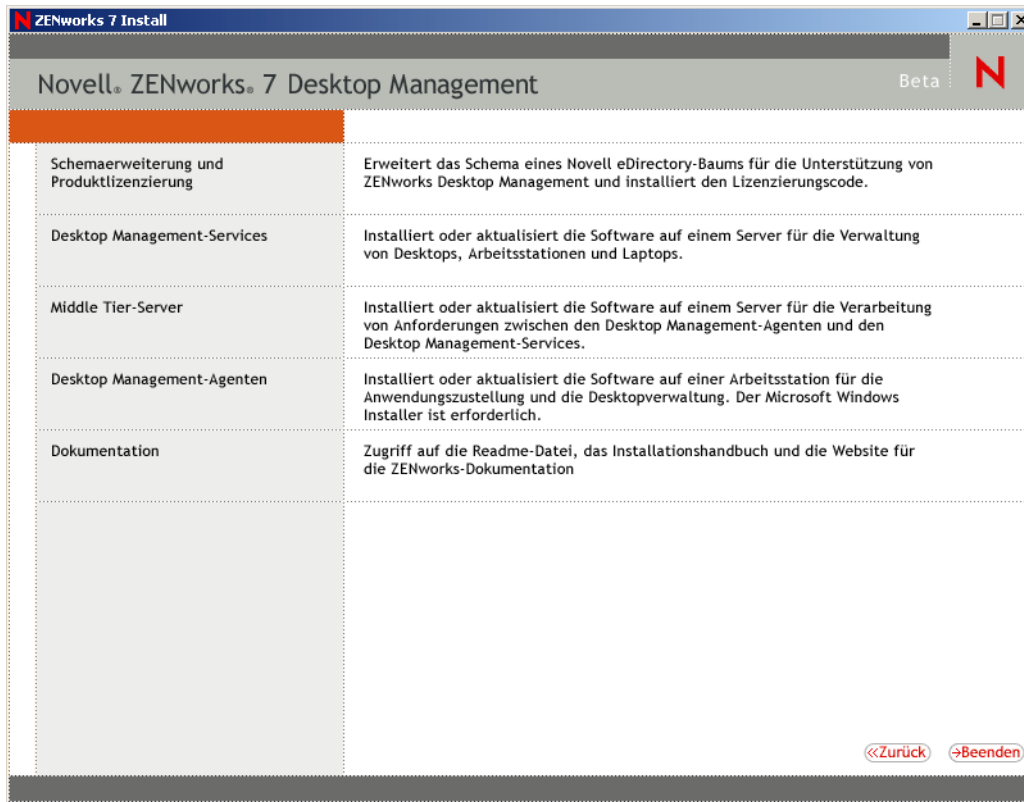 ZENworks 7 Install
Novell® ZENworks® 7 Desktop Management
Beta
N
Schemaerweiterung und
Produktlizenzierung
Erweitert das Schema eines Novell eDirectory-Baums für die Unterstützung von
ZENworks Desktop Management und installiert den Lizenzierungscode.
Desktop Management-Services
Installiert oder aktualisiert die Software auf einem Server für die Verwaltung
von Desktops, Arbeitsstationen und Laptops.
Middle Tier-Server
Installiert oder aktualisiert die Software auf einem Server für die Verarbeitung
von Anforderungen zwischen den Desktop Management-Agenten und den
Desktop Management-Services.
Desktop Management-Agenten
Installiert oder aktualisiert die Software auf einer Arbeitsstation für die
Anwendungszustellung und die Desktopverwaltung. Der Microsoft Windows
Installer ist erforderlich.
Dokumentation
Zugriff auf die Readme-Datei, das Installationshandbuch und die Website für
die ZENworks-Dokumentation
«Zurück
→Beenden